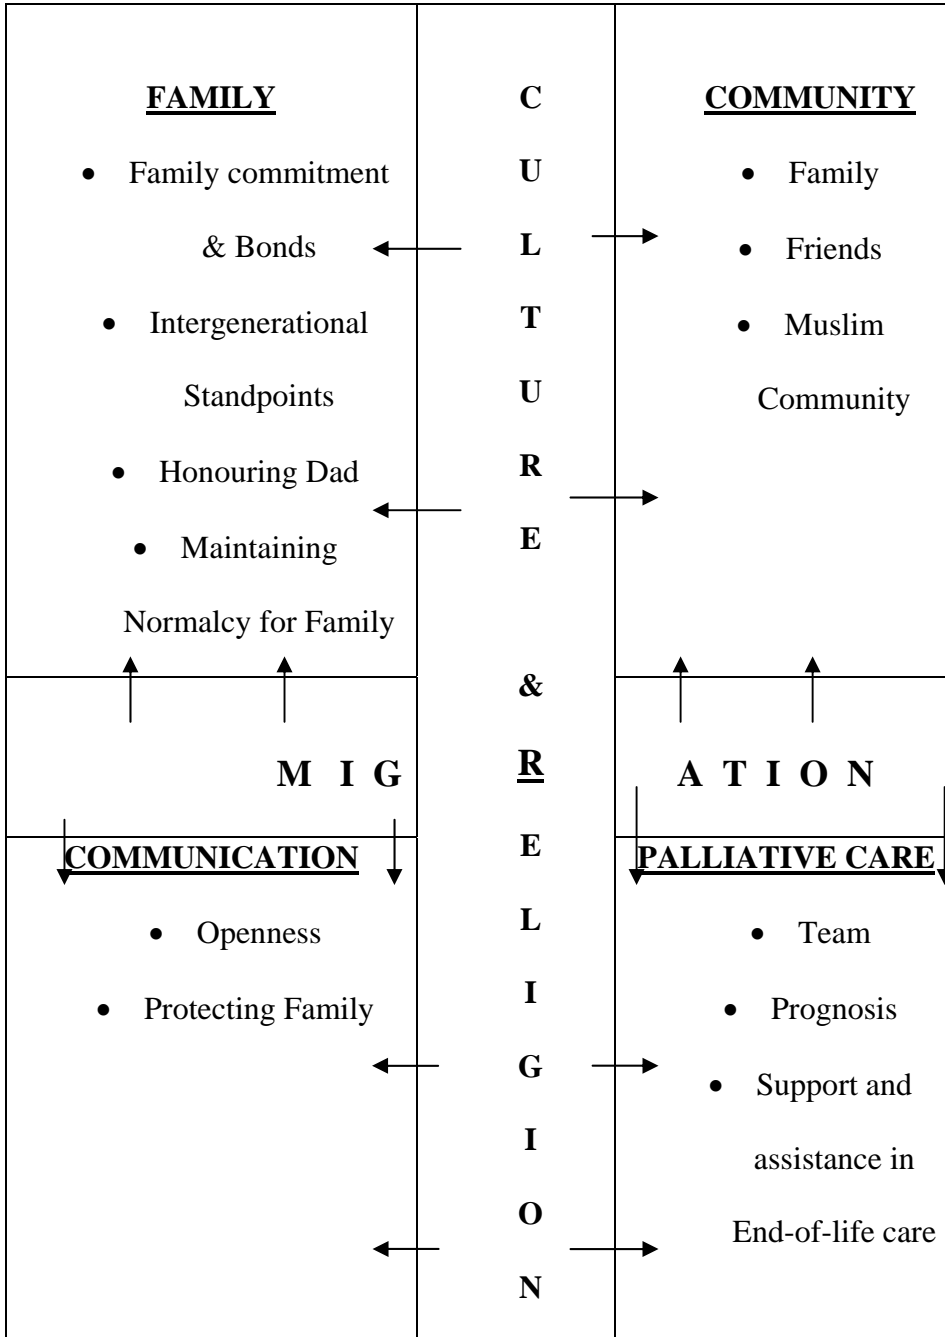 FAMILY
• Family commitment
& Bonds
• Intergenerational
Standpoints
• Honouring Dad
• Maintaining
Normalcy for Family
C
U
L
T
U
R
E
&
R
E
L
I
G
I
O
N
COMMUNITY
• Family
• Friends
• Muslim
Community
M I G
A T I O N
COMMUNICATION
• Openness
• Protecting Family
PALLIATIVE CARE
• Team
• Prognosis
• Support and
assistance in
End-of-life care